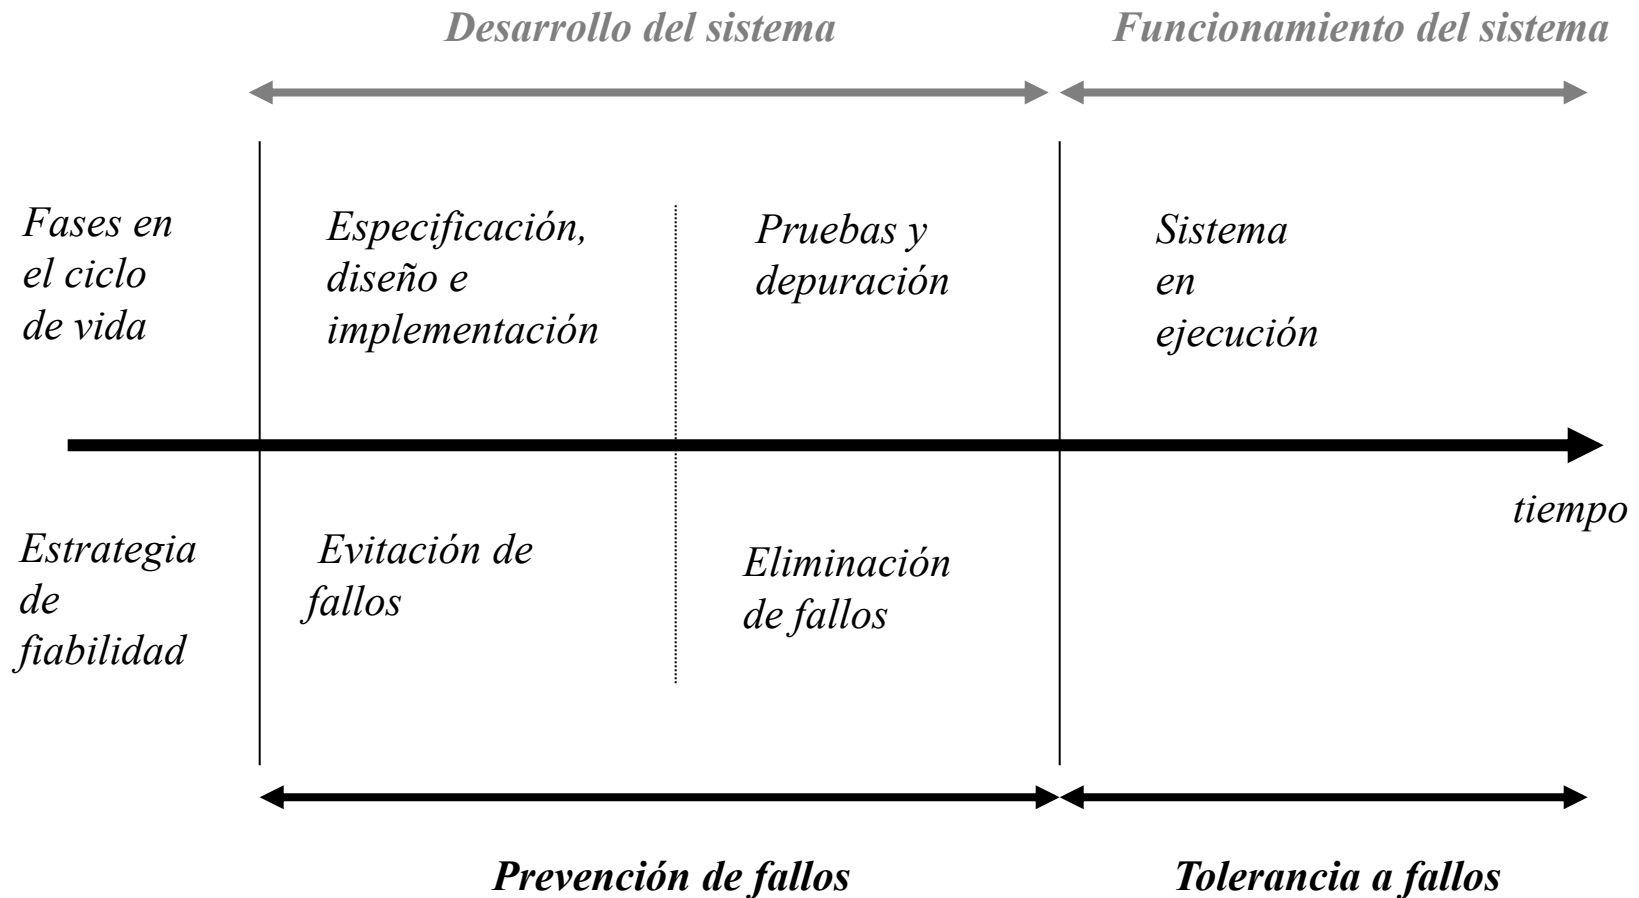 Desarrollo del sistema
Funcionamiento del sistema
Fases en
el ciclo
de vida
Especificación,
diseño e
implementación
Pruebas y
depuración
Sistema
en
ejecución
tiempo
Estrategia
de
fiabilidad
Evitación de
fallos
Eliminación
de fallos
Prevención de fallos
Tolerancia a fallos